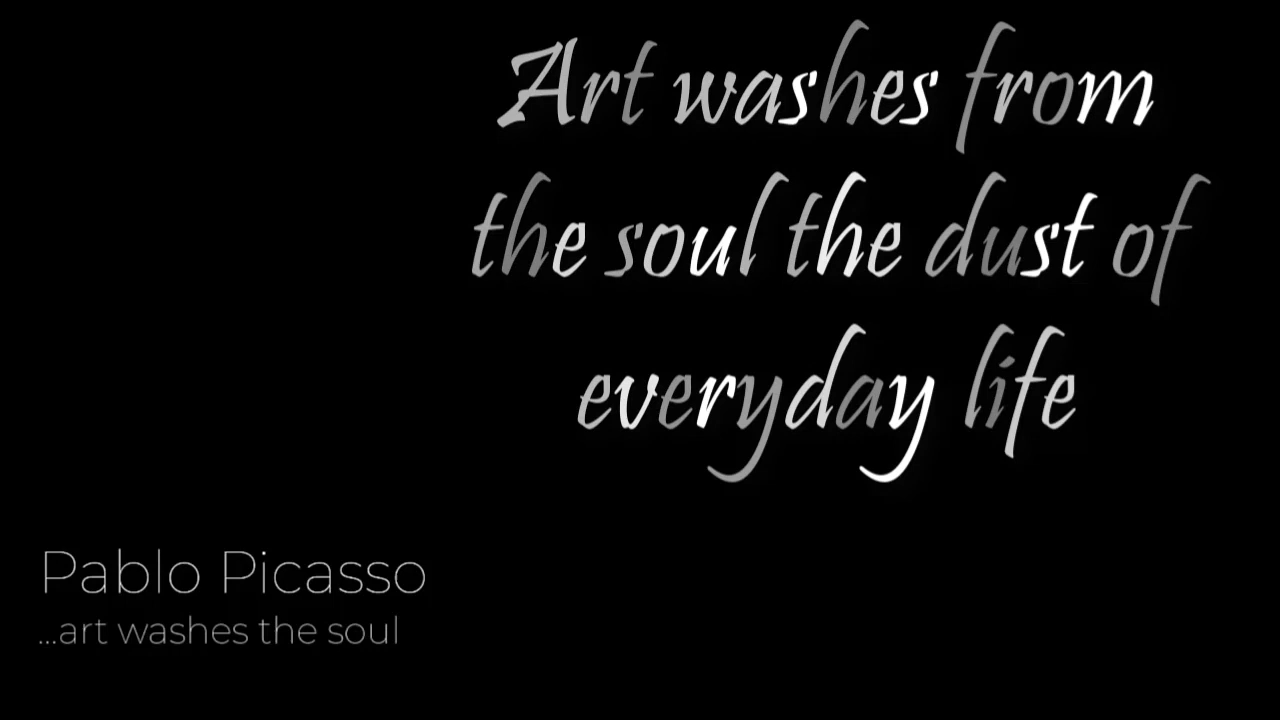 Art washes from
the soul the dust of
everyday life
Pablo Picasso
...art washes the soul